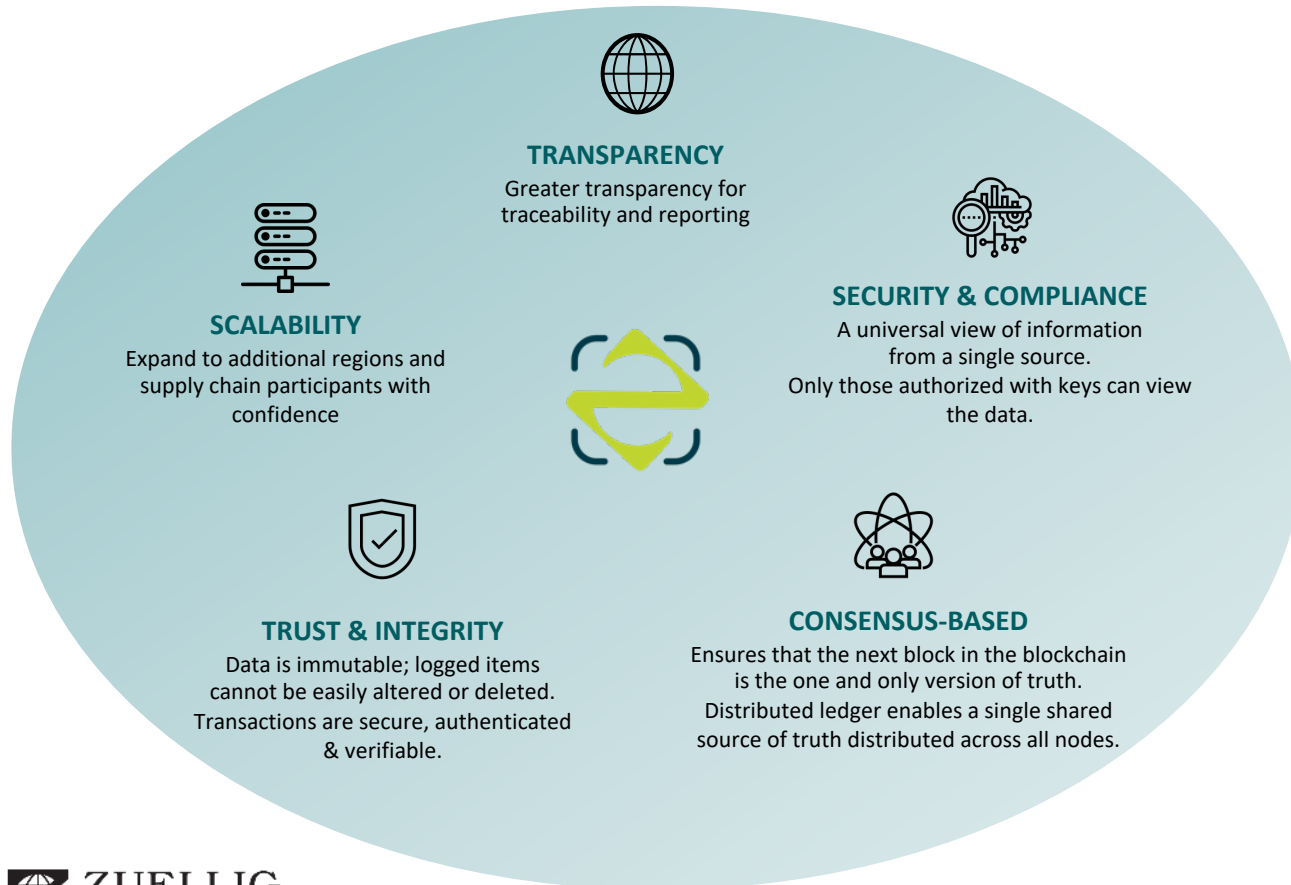 TRANSPARENCY
Greater transparency for
traceability and reporting
SCALABILITY
Expand to additional regions and
supply chain participants with
confidence
SECURITY & COMPLIANCE
A universal view of information
from a single source.
Only those authorized with keys can view
the data.
TRUST & INTEGRITY
Data is immutable; logged items
cannot be easily altered or deleted.
Transactions are secure, authenticated
& verifiable.
CONSENSUS-BASED
Ensures that the next block in the blockchain
is the one and only version of truth.
Distributed ledger enables a single shared
source of truth distributed across all nodes.
ZUELLIG